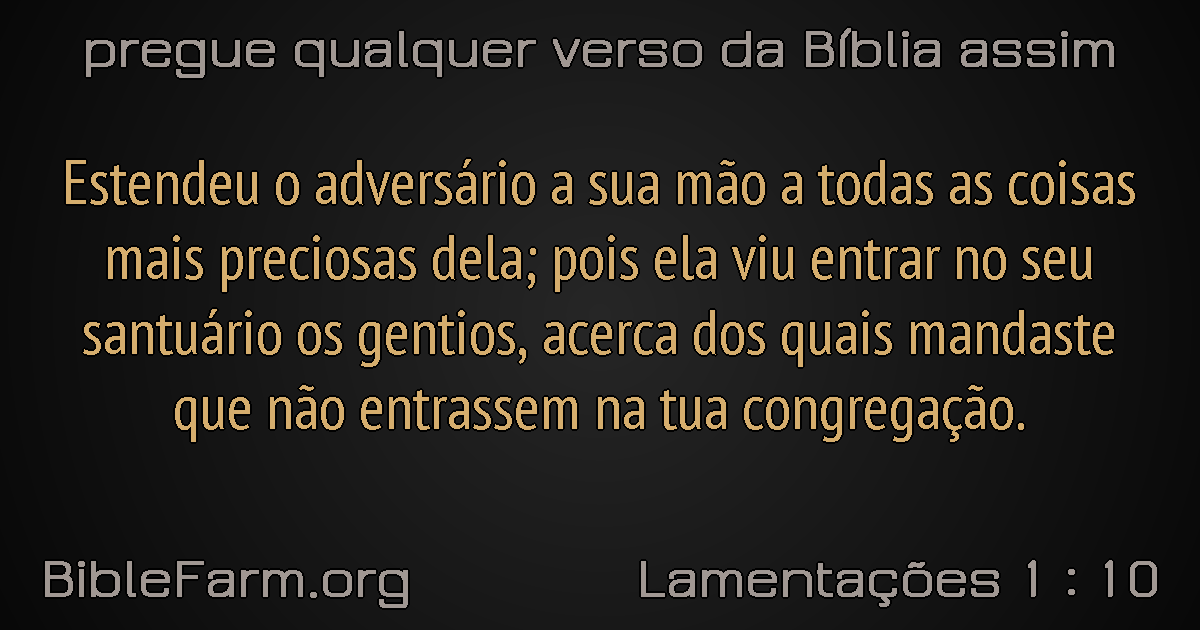 pregue qualquer verso da Bíblia assim
Estendeu o adversário a sua mão a todas as coisas
mais preciosas dela; pois ela viu entrar no seu
santuário os gentios, acerca dos quais mandaste
que não entrassem na tua congregação.
BibleFarm.org
Lamentações 1 : 10